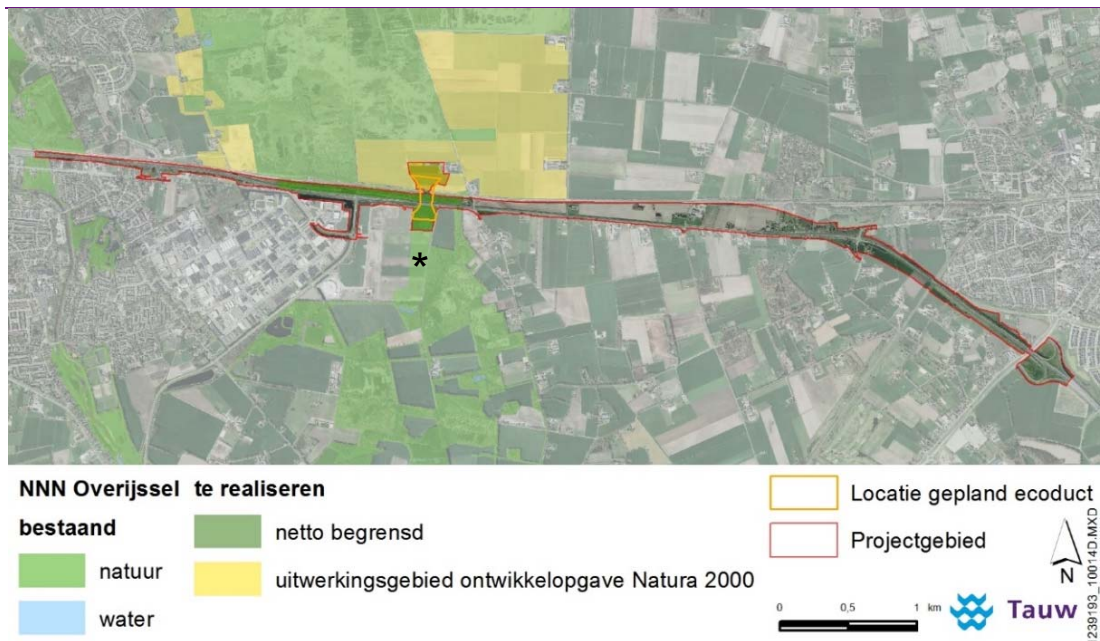 *
NNN Overijssel te realiseren
bestaand
netto begrensd
natuur
uitwerkingsgebied ontwikkelopgave Natura 2000
water
Locatie gepland ecoduct
Projectgebied
N
0 0,5 1 km
Tauw
1239193_10014D.MXD